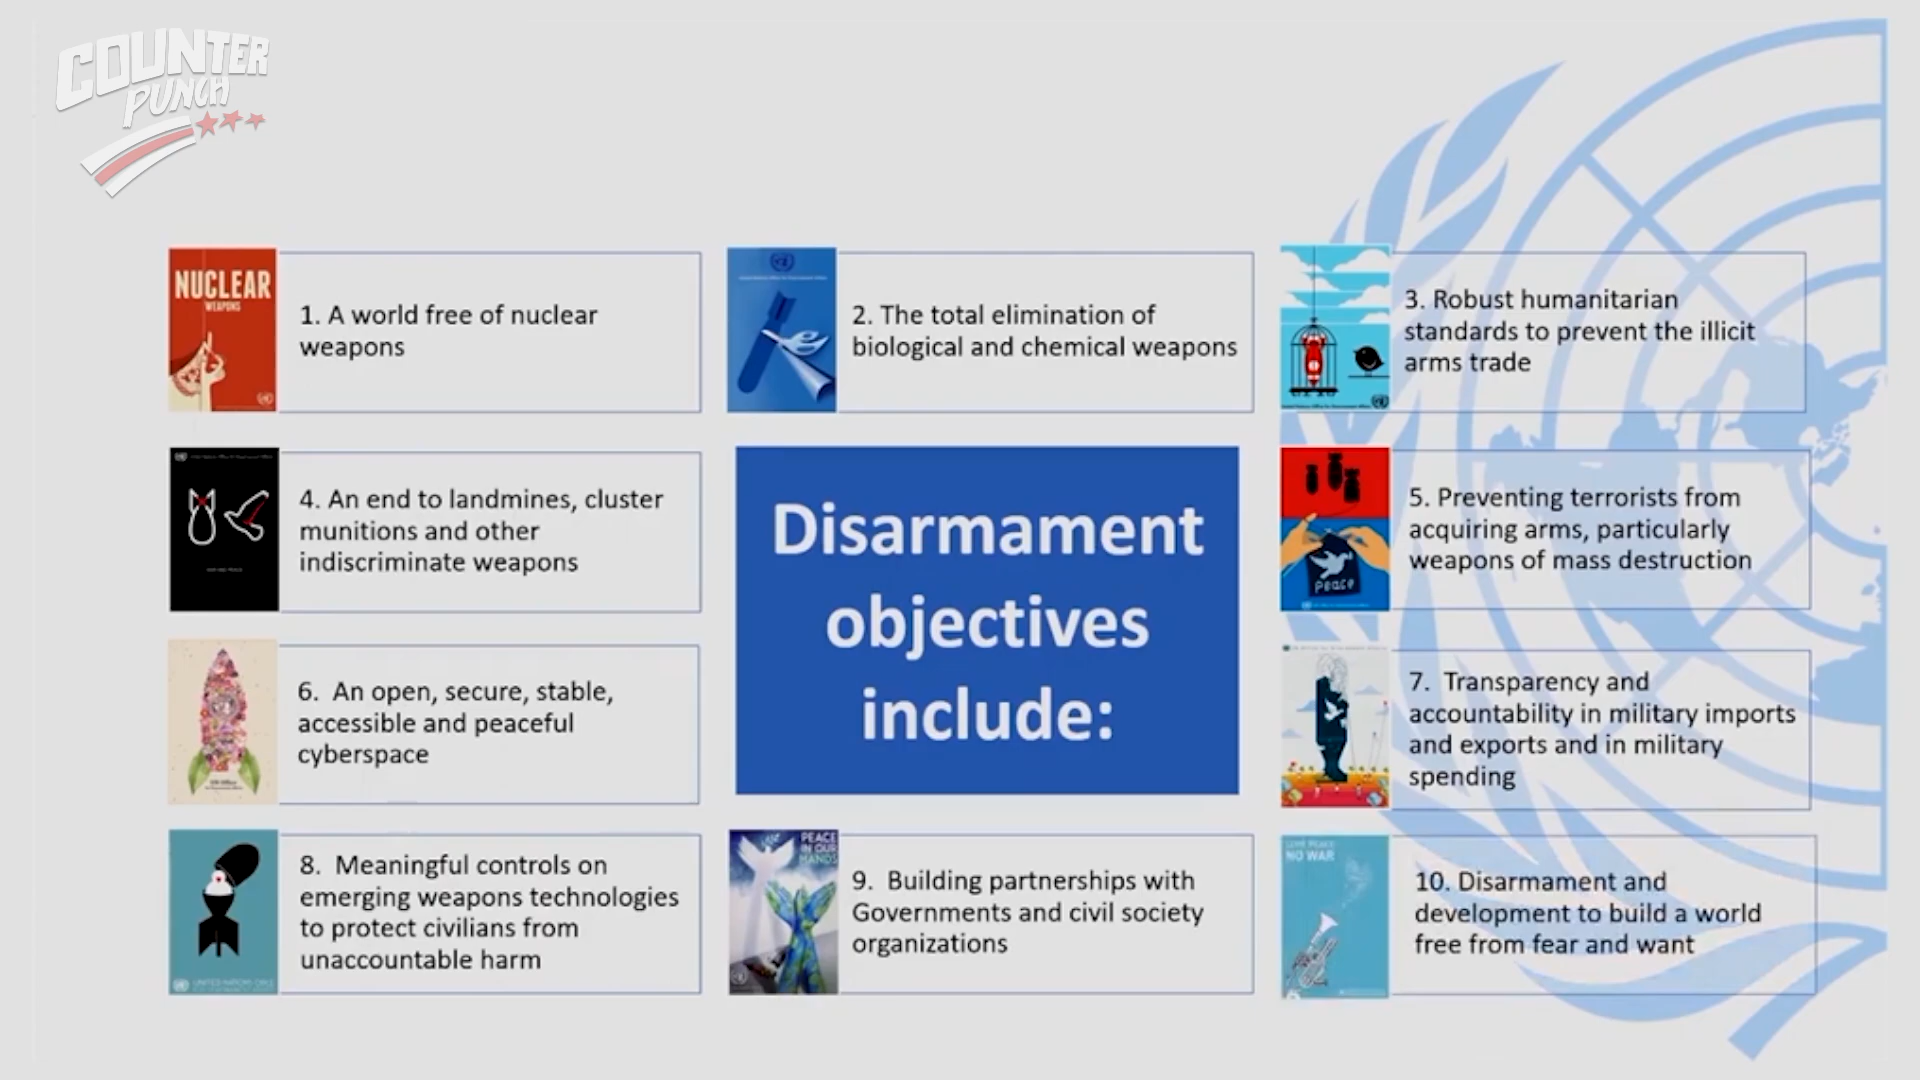 COUNTER
PUNCH
NUCLEAR
WEAPONS
1. A world free of nuclear
weapons
2. The total elimination of
biological and chemical weapons
3. Robust humanitarian
standards to prevent the illicit
arms trade
4. An end to landmines, cluster
munitions and other
indiscriminate weapons
Disarmament
objectives
include:
Peace
5. Preventing terrorists from
acquiring arms, particularly
weapons of mass destruction
6. An open, secure, stable,
accessible and peaceful
cyberspace
7. Transparency and
accountability in military imports
and exports and in military
spending
8. Meaningful controls on
emerging weapons technologies
to protect civilians from
unaccountable harm
PEACE
IN OUR
HANDS
9. Building partnerships with
Governments and civil society
organizations
NO WAR
10. Disarmament and
development to build a world
free from fear and want